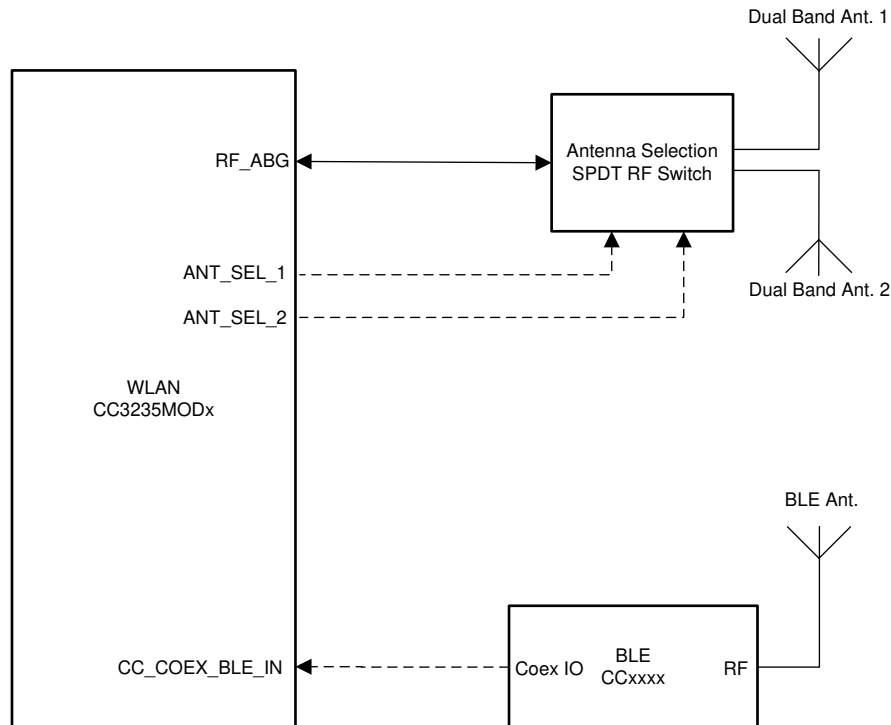 Dual Band Ant. 1
RF_ABG
Antenna Selection
SPDT RF Switch
ANT_SEL_1
Dual Band Ant. 2
ANT_SEL_2
WLAN
CC3235MODx
BLE Ant.
CC_COEX_BLE_IN
Coex IO
BLE
CCxxxx
RF